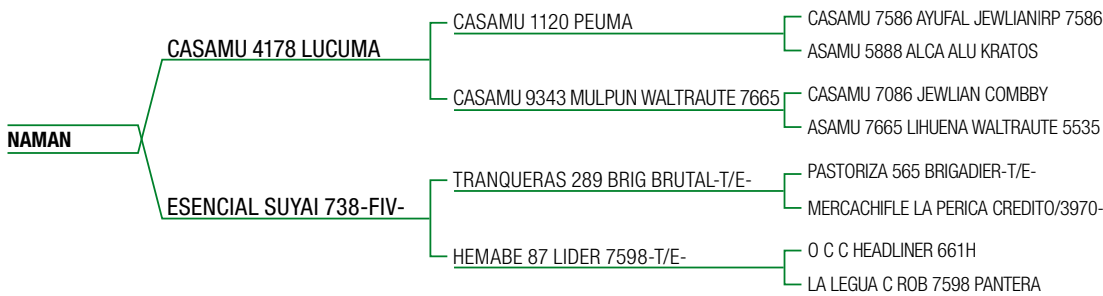 CASAMU 7586 AYUFAL JEWLIANIRP 7586
CASAMU 1120 PEUMA
ASAMU 5888 ALCA ALU KRATOS
CASAMU 4178 LUCUMA
CASAMU 7086 JEWLIAN COMBBY
CASAMU 9343 MULPUN WALTRAUTE 7665
ASAMU 7665 LIHUENA WALTRAUTE 5535
NAMAN
PASTORIZA 565 BRIGADIER-T/E-
TRANQUERAS 289 BRIG BRUTAL-T/E-
MERCACHIFLE LA PERICA CREDITO/3970-
ESENCIAL SUYAI 738-FIV-
O C C HEADLINER 661H
HEMABE 87 LIDER 7598-T/E-
LA LEGUA C ROB 7598 PANTERA